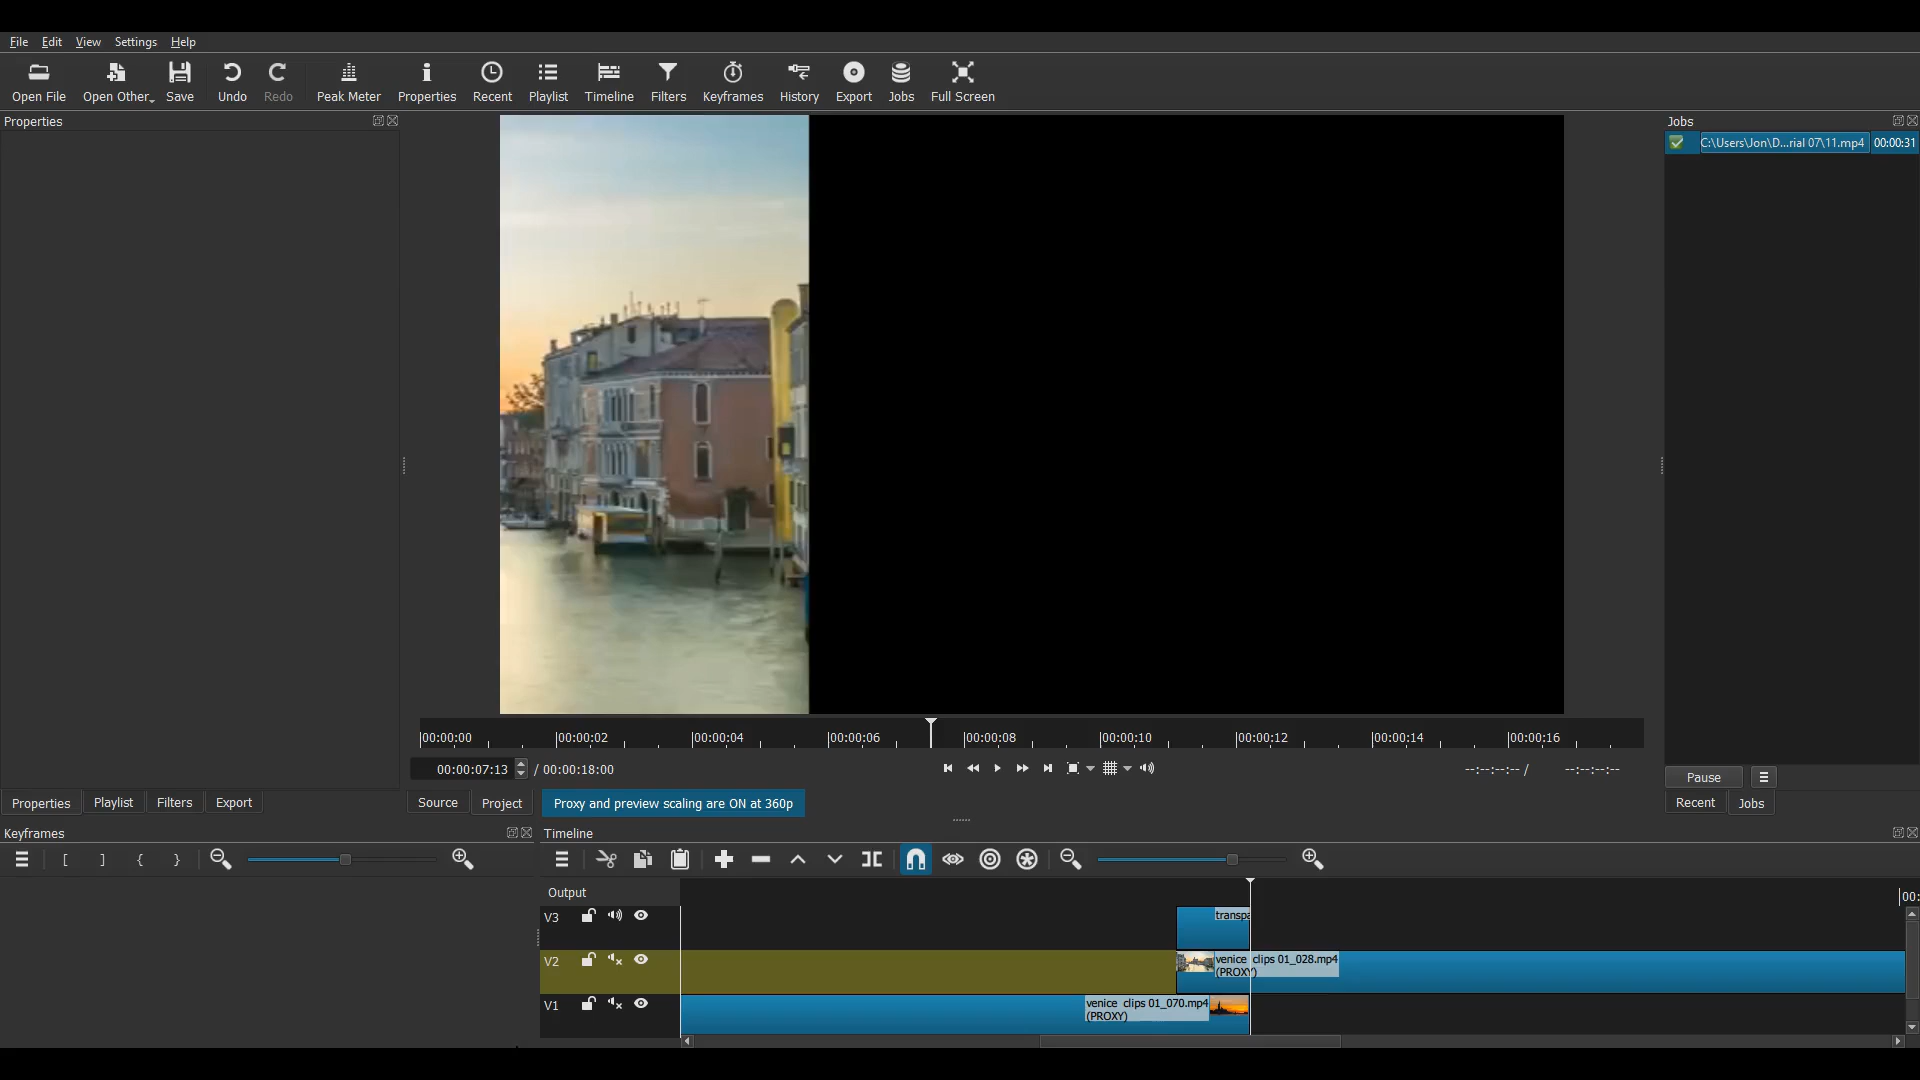 File Edit View Settings Help
Open File Open Other.. Save Undo Redo Peak Meter Properties Recent Playlist Timeline Filters Keyframes History Export Jobs Full Screen
Properties
Jobs
C:\Users\Jon\D...rial 07\11.mp4 00:00:31
00:00:00 00:00:02 00:00:04 00:00:06 00:00:08 00:00:10 00:00:12 00:00:14 00:00:16
00:00:07:13 / 00:00:18:00 --:--:--:-- / --:--:--:--
Pause
Properties Playlist Filters Export Source Project Proxy and preview scaling are ON at 360p Recent Jobs
Keyframes Timeline
[ ] { }
Output
00:
V3 transpa
V2 venice clips 01_028.mp4
(PROXY)
V1 venice clips 01_070.mp4
(PROXY)